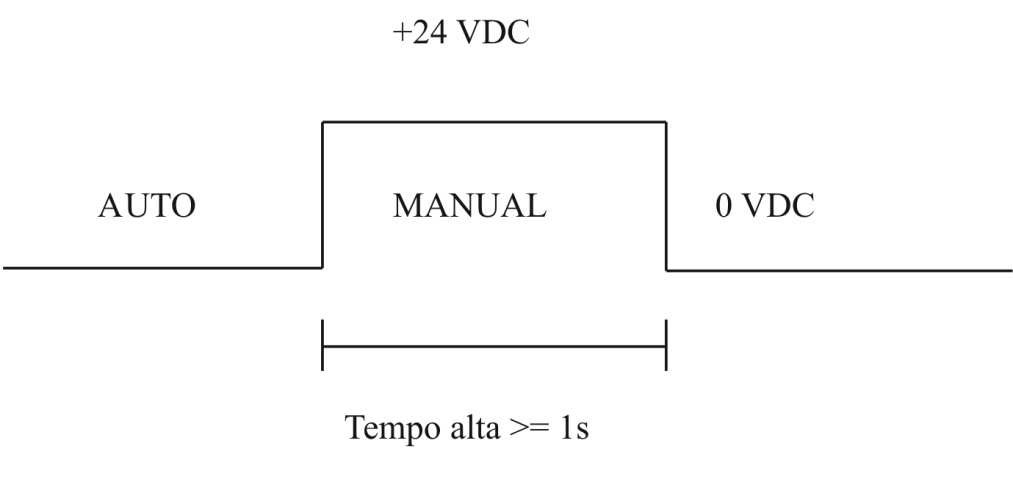 +24 VDC
AUTO
MANUAL
0 VDC
Tempo alta >= 1s